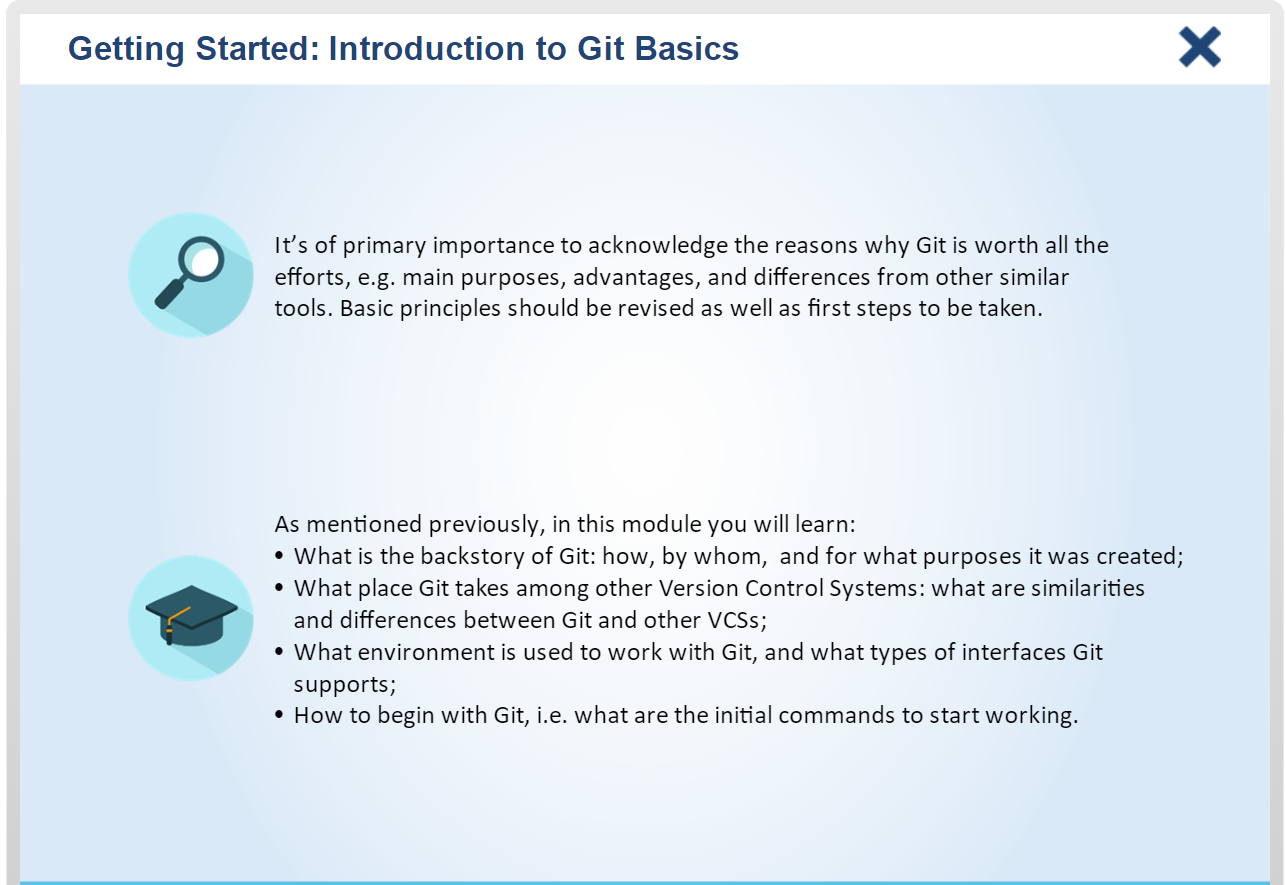 Getting Started: Introduction to Git Basics
It’s of primary importance to acknowledge the reasons why Git is worth all the
efforts, e.g. main purposes, advantages, and differences from other similar
tools. Basic principles should be revised as well as first steps to be taken.
As mentioned previously, in this module you will learn:
• What is the backstory of Git: how, by whom,  and for what purposes it was created;
• What place Git takes among other Version Control Systems: what are similarities
and differences between Git and other VCSs;
• What environment is used to work with Git, and what types of interfaces Git
supports;
• How to begin with Git, i.e. what are the initial commands to start working.